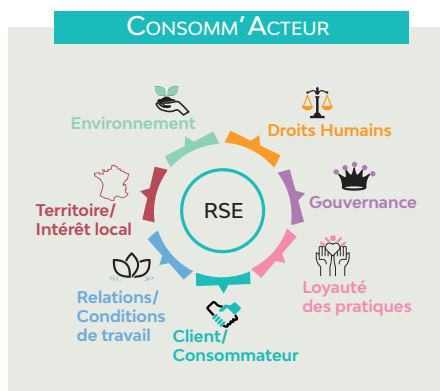 Consomm'Acteur
Environnement
Droits Humains
Territoire/
Intérêt local
RSE
Gouvernance
Relations/
Conditions
de travail
Loyauté
des pratiques
Client/
Consommateur